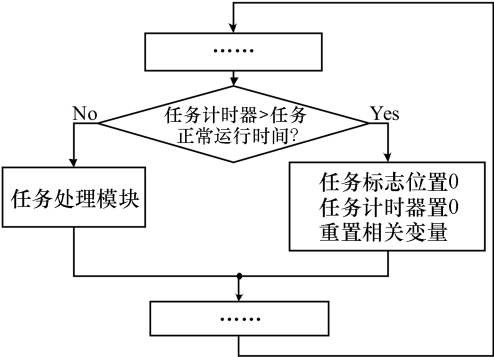 ……
任务计时器>任务
正常运行时间?
No
Yes
任务处理模块
任务标志位置0
任务计时器置0
重置相关变量
……